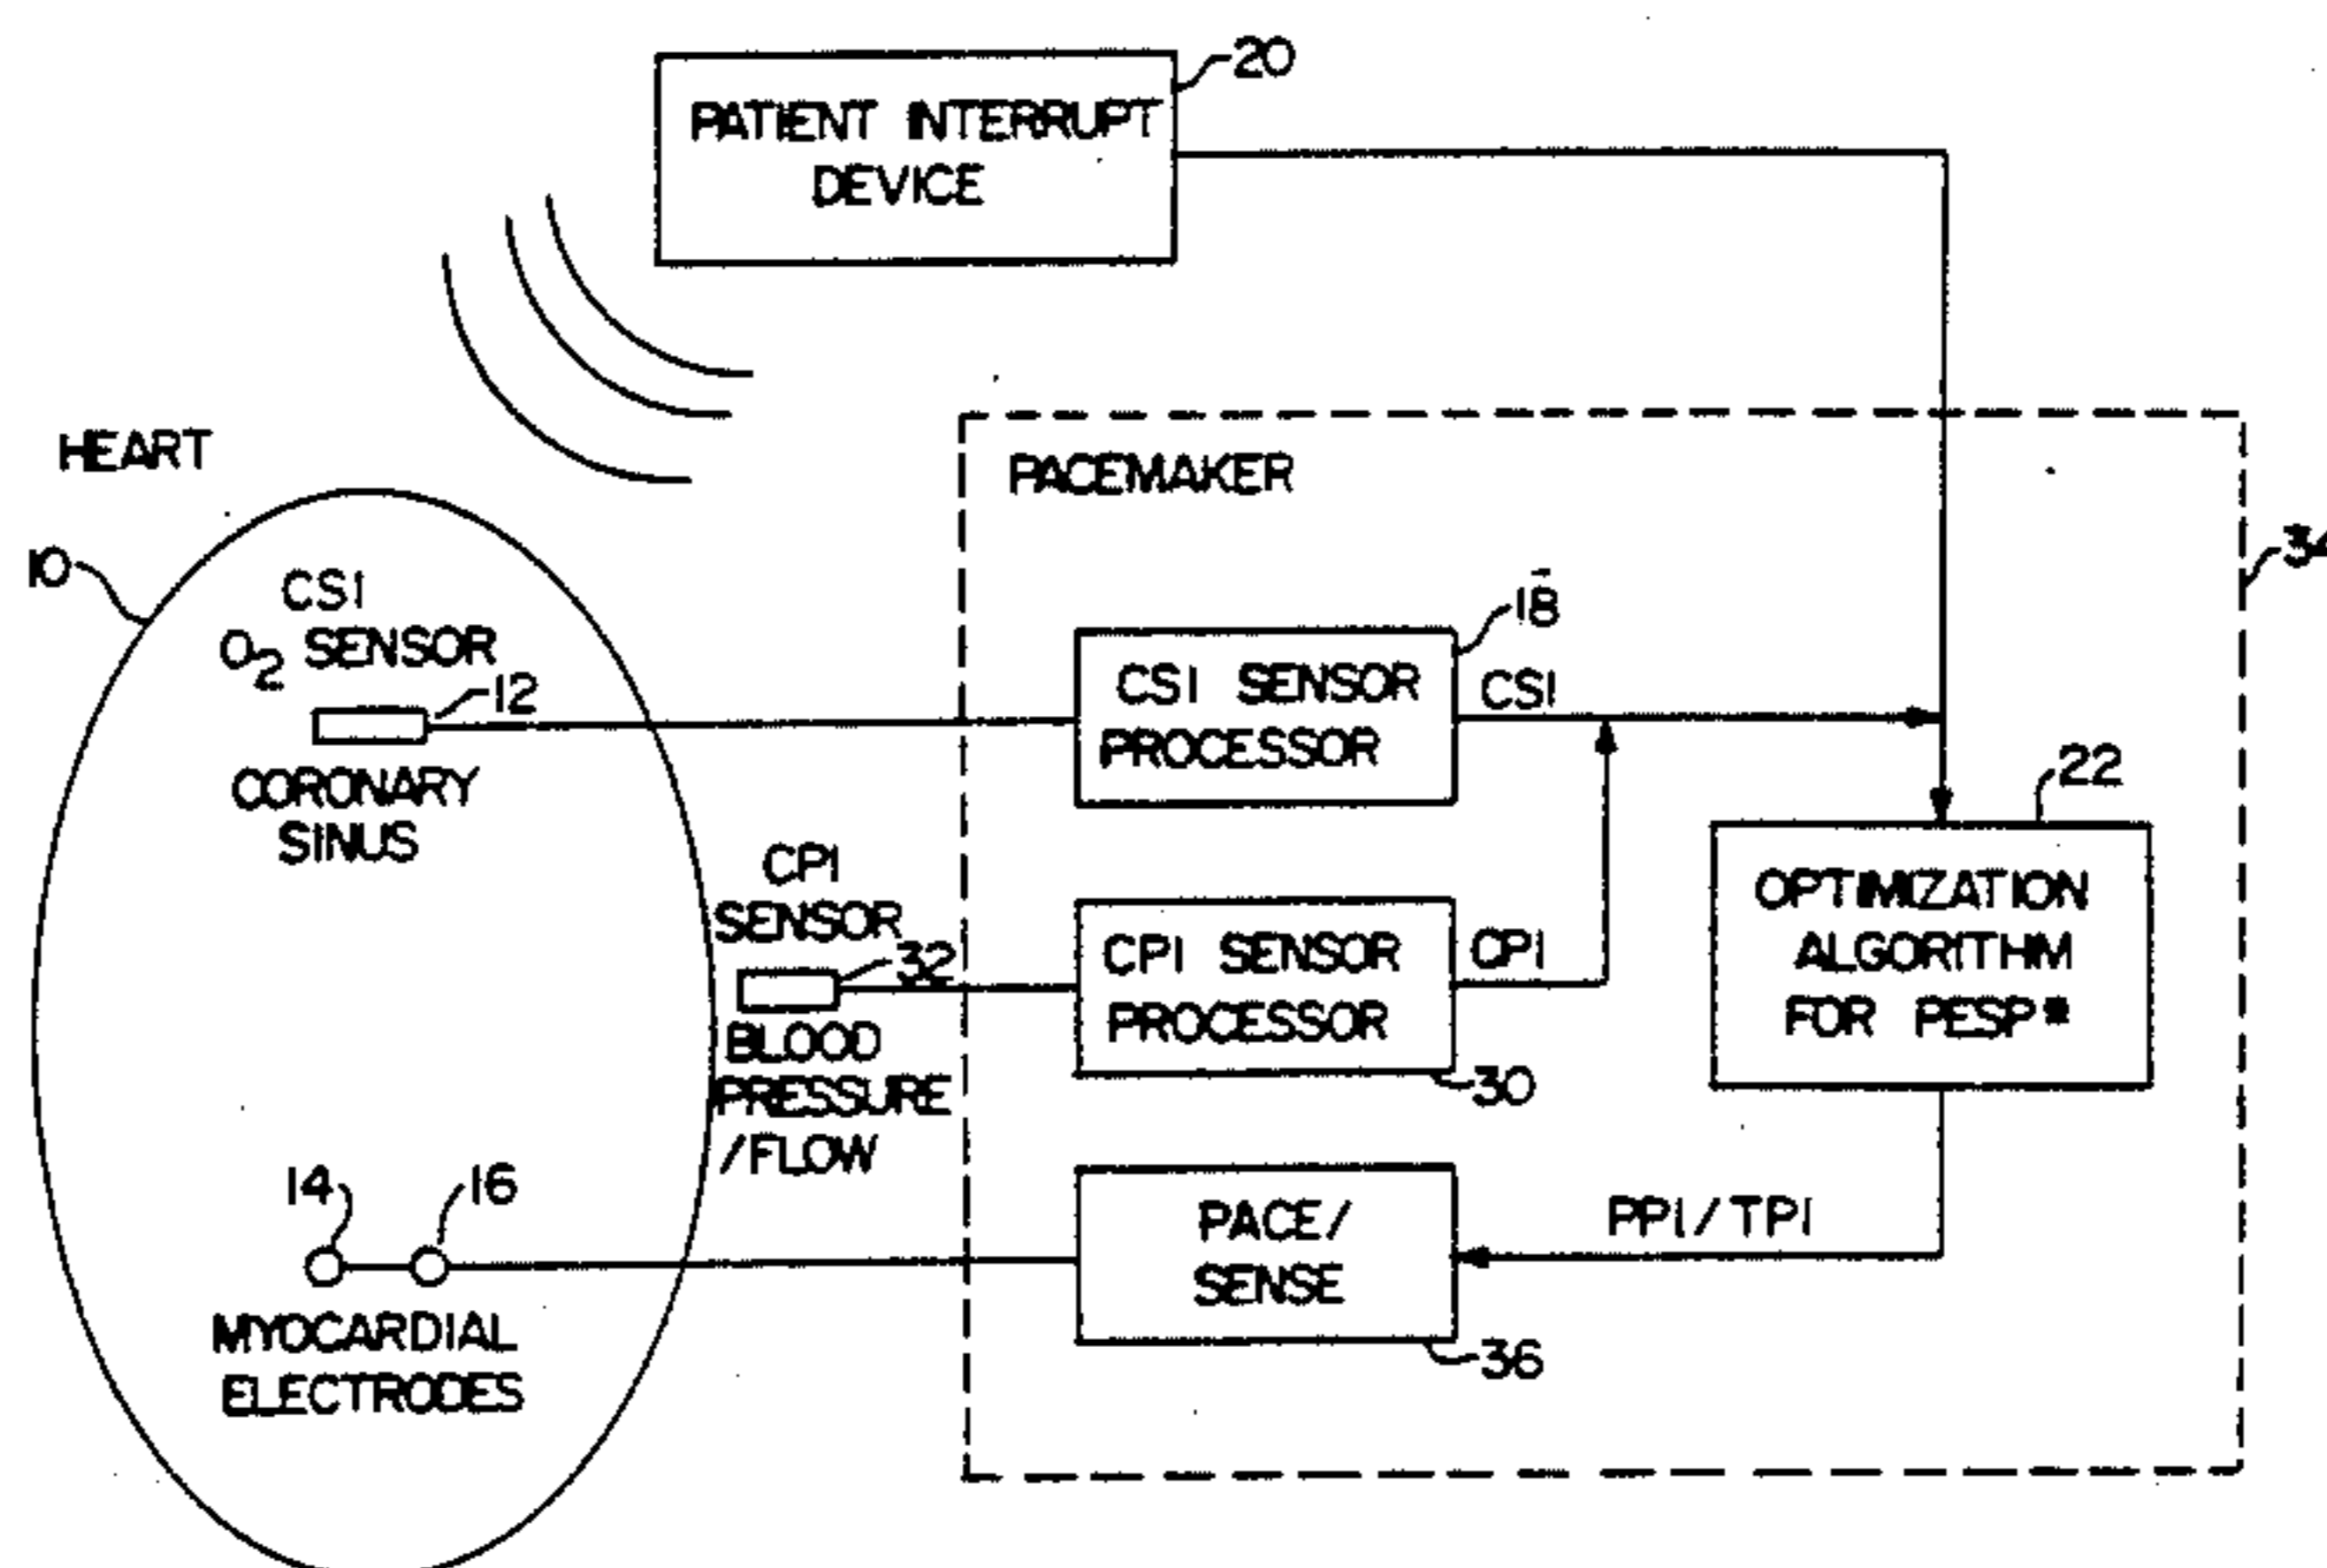 20
PATIENT INTERRUPT
DEVICE
HEART
PACEMAKER
34
10
CSI
O2 SENSOR
12
CORONARY
SINUS
18
CSI SENSOR
PROCESSOR
CSI
22
CPI
SENSOR
32
BLOOD
PRESSURE
/FLOW
CPI SENSOR
PROCESSOR
CPI
30
OPTIMIZATION
ALGORITHM
FOR PESP*
14
16
MYOCARDIAL
ELECTRODES
PACE/
SENSE
PPI/TPI
36